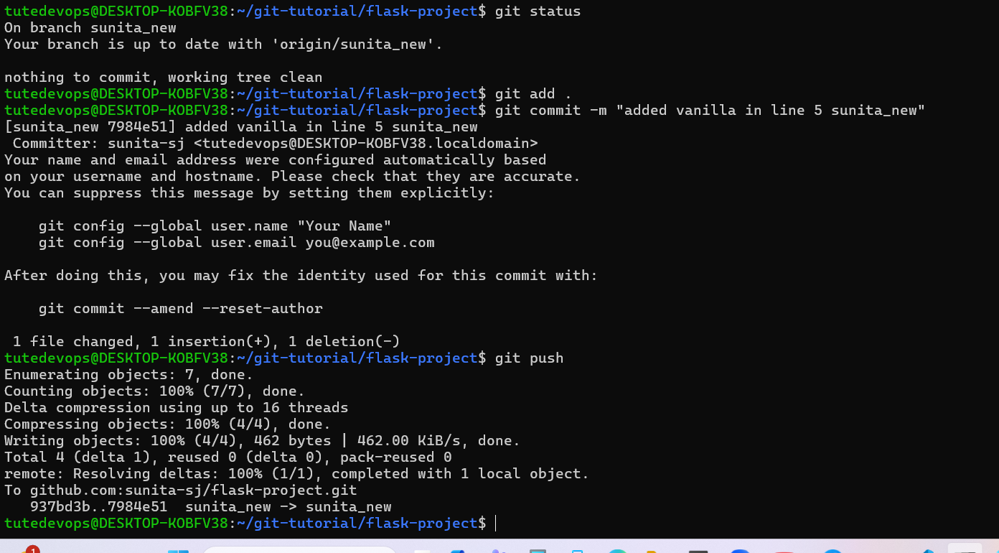 tutedevops@DESKTOP-KOBFV38:~/git-tutorial/flask-project$ git status
On branch sunita_new
Your branch is up to date with 'origin/sunita_new'.
nothing to commit, working tree clean
tutedevops@DESKTOP-KOBFV38:~/git-tutorial/flask-project$ git add .
tutedevops@DESKTOP-KOBFV38:~/git-tutorial/flask-project$ git commit -m "added vanilla in line 5 sunita_new"
[sunita_new 7984e51] added vanilla in line 5 sunita_new
 Committer: sunita-sj <tutedevops@DESKTOP-KOBFV38.localdomain>
Your name and email address were configured automatically based
on your username and hostname. Please check that they are accurate.
You can suppress this message by setting them explicitly:
    git config --global user.name "Your Name"
    git config --global user.email you@example.com
After doing this, you may fix the identity used for this commit with:
    git commit --amend --reset-author
 1 file changed, 1 insertion(+), 1 deletion(-)
tutedevops@DESKTOP-KOBFV38:~/git-tutorial/flask-project$ git push
Enumerating objects: 7, done.
Counting objects: 100% (7/7), done.
Delta compression using up to 16 threads
Compressing objects: 100% (4/4), done.
Writing objects: 100% (4/4), 462 bytes | 462.00 KiB/s, done.
Total 4 (delta 1), reused 0 (delta 0), pack-reused 0
remote: Resolving deltas: 100% (1/1), completed with 1 local object.
To github.com:sunita-sj/flask-project.git
   937bd3b..7984e51  sunita_new -> sunita_new
tutedevops@DESKTOP-KOBFV38:~/git-tutorial/flask-project$
1